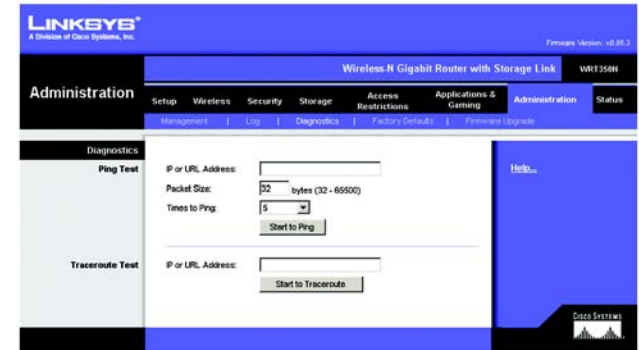 LINKSYS®
A Division of Cisco Systems, Inc.
Firmware Version: v0.95.3
Wireless-N Gigabit Router with Storage Link WRT350N
Administration
Setup Wireless Security Storage Access Restrictions Applications & Gaming Administration Status
Management | Log | Diagnostics | Factory Defaults | Firmware Upgrade
Diagnostics
Ping Test
IP or URL Address:
Packet Size: 32 bytes (32 - 65500)
Times to Ping: 5
Start to Ping
Help...
Traceroute Test
IP or URL Address:
Start to Traceroute
CISCO SYSTEMS